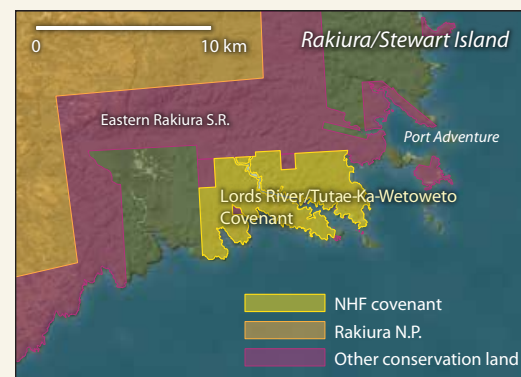 0 10 km
Rakiura/Stewart Island
Eastern Rakiura S.R.
Port Adventure
Lords River/Tutae-Ka-Wetoweto
Covenant
NHF covenant
Rakiura N.P.
Other conservation land